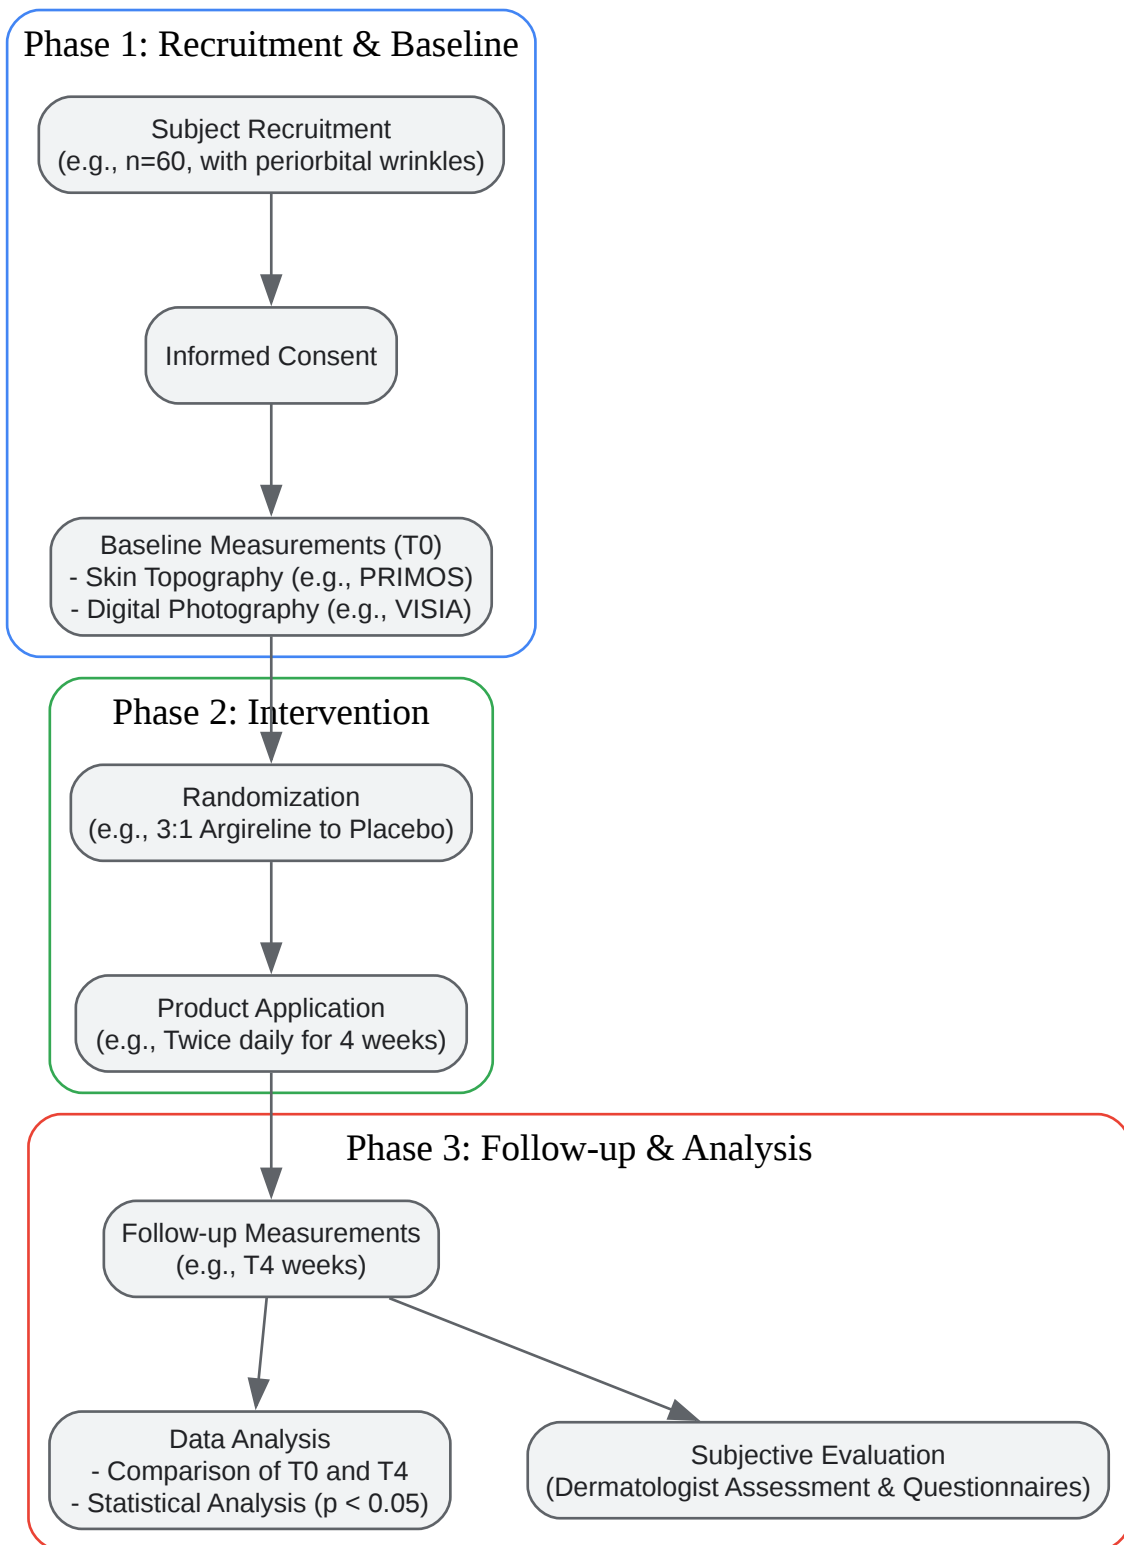 Phase 1: Recruitment & Baseline
Subject Recruitment
(e.g., n=60, with periorbital wrinkles)
Informed Consent
Baseline Measurements (T0)
- Skin Topography (e.g., PRIMOS)
- Digital Photography (e.g., VISIA)
Phase 2: Intervention
Randomization
(e.g., 3:1 Argireline to Placebo)
Product Application
(e.g., Twice daily for 4 weeks)
Phase 3: Follow-up & Analysis
Follow-up Measurements
(e.g., T4 weeks)
Data Analysis
- Comparison of T0 and T4
- Statistical Analysis (p < 0.05)
Subjective Evaluation
(Dermatologist Assessment & Questionnaires)